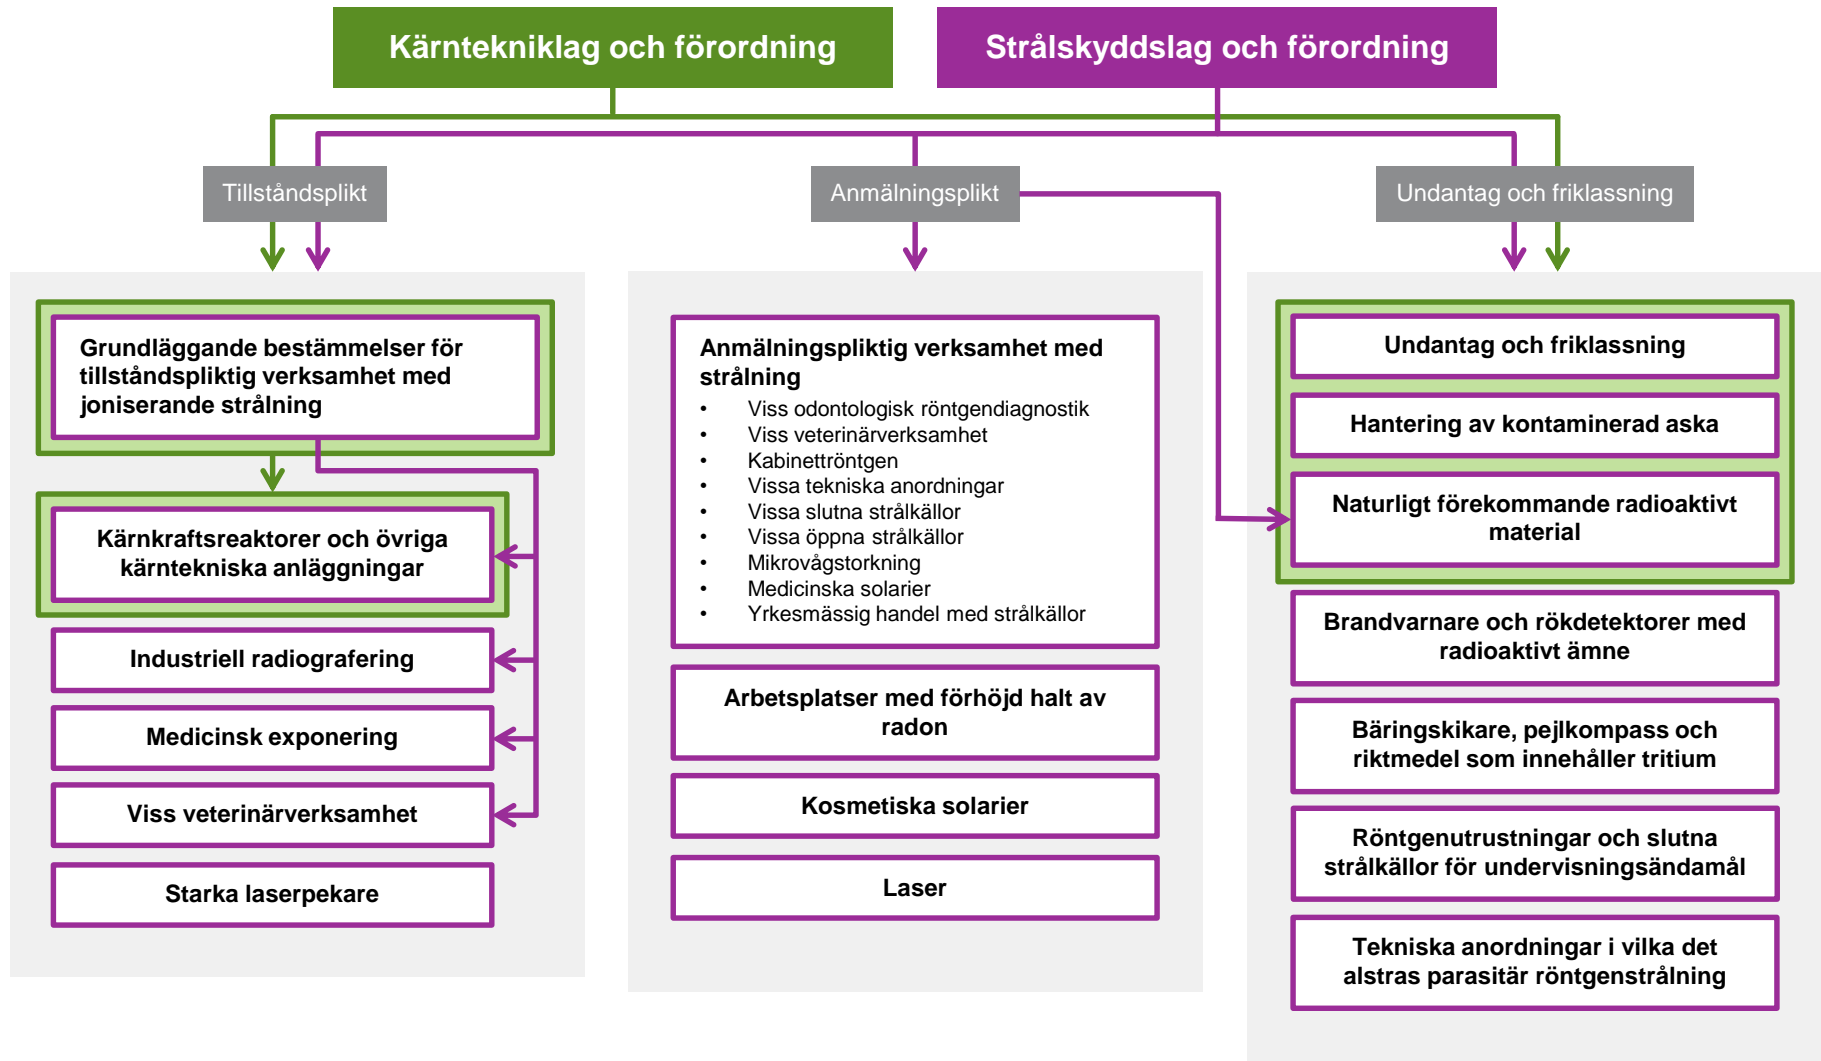 Kärntekniklag och förordning
Strålskyddslag och förordning
Tillståndsplikt
Anmälningsplikt
Undantag och friklassning
Grundläggande bestämmelser för
tillståndspliktig verksamhet med
joniserande strålning
Kärnkraftsreaktorer och övriga
kärntekniska anläggningar
Industriell radiografering
Medicinsk exponering
Viss veterinärverksamhet
Starka laserpekare
Anmälningspliktig verksamhet med
strålning
• Viss odontologisk röntgendiagnostik
• Viss veterinärverksamhet
• Kabinettröntgen
• Vissa tekniska anordningar
• Vissa slutna strålkällor
• Vissa öppna strålkällor
• Mikrovågstorkning
• Medicinska solarier
• Yrkesmässig handel med strålkällor
Arbetsplatser med förhöjd halt av
radon
Kosmetiska solarier
Laser
Undantag och friklassning
Hantering av kontaminerad aska
Naturligt förekommande radioaktivt
material
Brandvarnare och rökdetektorer med
radioaktivt ämne
Bäringskikare, pejlkompass och
riktmedel som innehåller tritium
Röntgenutrustningar och slutna
strålkällor för undervisningsändamål
Tekniska anordningar i vilka det
alstras parasitär röntgenstrålning